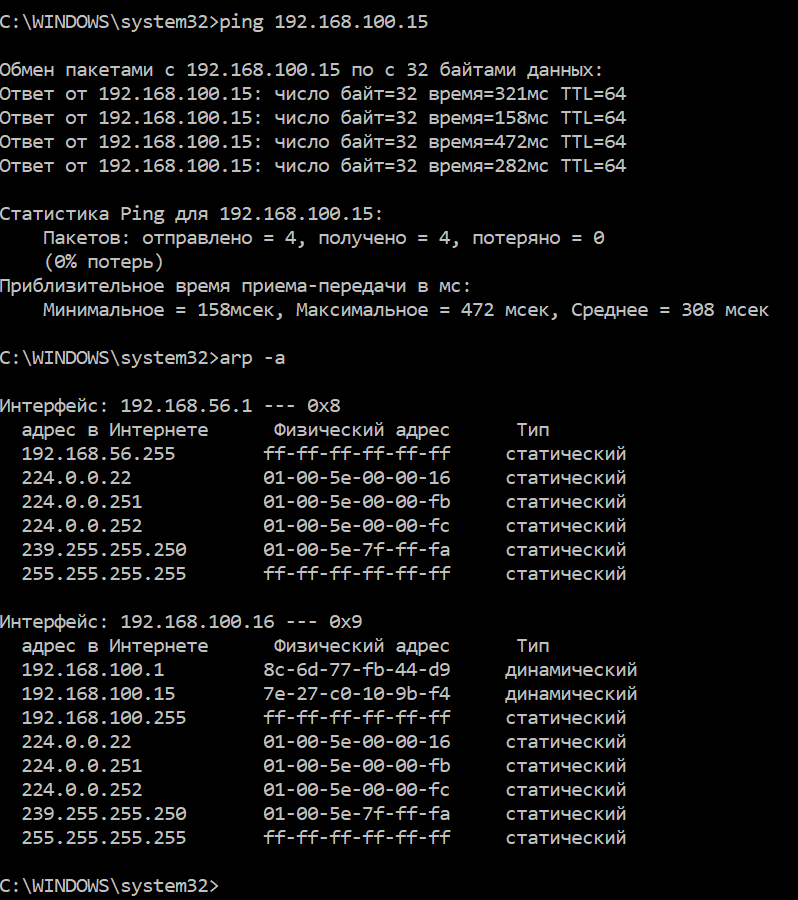 C:\WINDOWS\system32>ping 192.168.100.15
Обмен пакетами с 192.168.100.15 по с 32 байтами данных:
Ответ от 192.168.100.15: число байт=32 время=321мс TTL=64
Ответ от 192.168.100.15: число байт=32 время=158мс TTL=64
Ответ от 192.168.100.15: число байт=32 время=472мс TTL=64
Ответ от 192.168.100.15: число байт=32 время=282мс TTL=64
Статистика Ping для 192.168.100.15:
Пакетов: отправлено = 4, получено = 4, потеряно = 0
(0% потерь)
Приблизительное время приема-передачи в мс:
Минимальное = 158мсек, Максимальное = 472 мсек, Среднее = 308 мсек
C:\WINDOWS\system32>arp -a
Интерфейс: 192.168.56.1 --- 0x8
адрес в Интернете Физический адрес Тип
192.168.56.255 ff-ff-ff-ff-ff-ff статический
224.0.0.22 01-00-5e-00-00-16 статический
224.0.0.251 01-00-5e-00-00-fb статический
224.0.0.252 01-00-5e-00-00-fc статический
239.255.255.250 01-00-5e-7f-ff-fa статический
255.255.255.255 ff-ff-ff-ff-ff-ff статический
Интерфейс: 192.168.100.16 --- 0x9
адрес в Интернете Физический адрес Тип
192.168.100.1 8c-6d-77-fb-44-d9 динамический
192.168.100.15 7e-27-c0-10-9b-f4 динамический
192.168.100.255 ff-ff-ff-ff-ff-ff статический
224.0.0.22 01-00-5e-00-00-16 статический
224.0.0.251 01-00-5e-00-00-fb статический
224.0.0.252 01-00-5e-00-00-fc статический
239.255.255.250 01-00-5e-7f-ff-fa статический
255.255.255.255 ff-ff-ff-ff-ff-ff статический
C:\WINDOWS\system32>